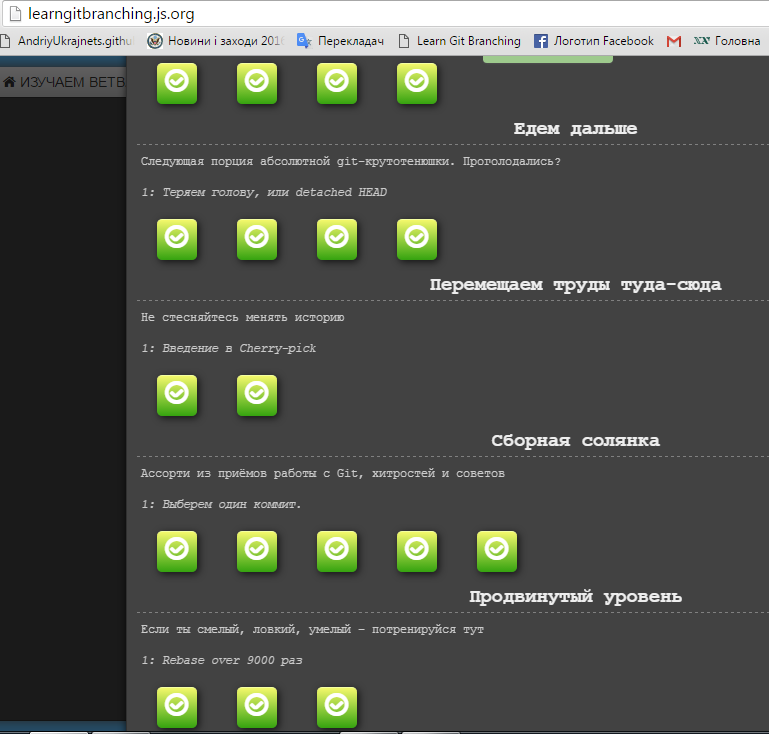 learngitbranching.js.org
AndriyUkrajnets.githu Новини і заходи 201 Перекладач Learn Git Branching Логотип Facebook Головна
ИЗУЧАЕМ ВЕТВ
Едем дальше
Следующая порция абсолютной git-крутотенюшки. Проголодались?
1: Теряем голову, или detached HEAD
Перемещаем труды туда-сюда
Не стесняйтесь менять историю
1: Введение в Cherry-pick
Сборная солянка
Ассорти из приёмов работы с Git, хитростей и советов
1: Выберем один коммит.
Продвинутый уровень
Если ты смелый, ловкий, умелый – потренируйся тут
1: Rebase over 9000 раз